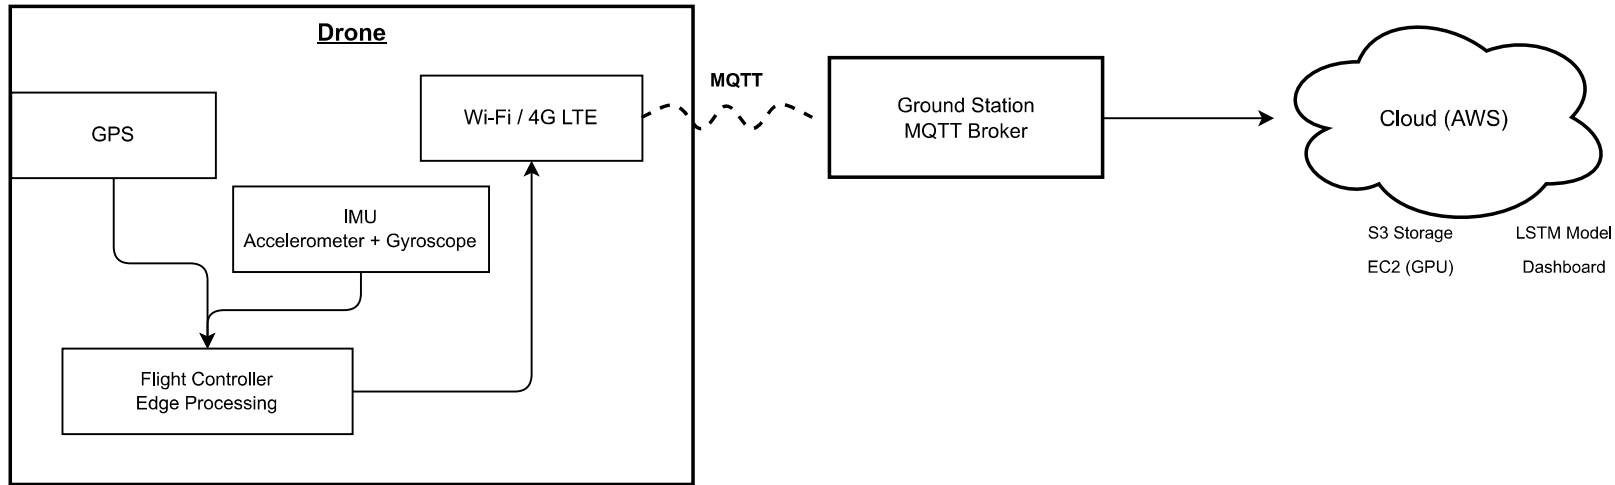 Drone
GPS
Wi-Fi / 4G LTE
MQTT
IMU
Accelerometer + Gyroscope
Flight Controller
Edge Processing
Ground Station
MQTT Broker
Cloud (AWS)
S3 Storage
LSTM Model
EC2 (GPU)
Dashboard